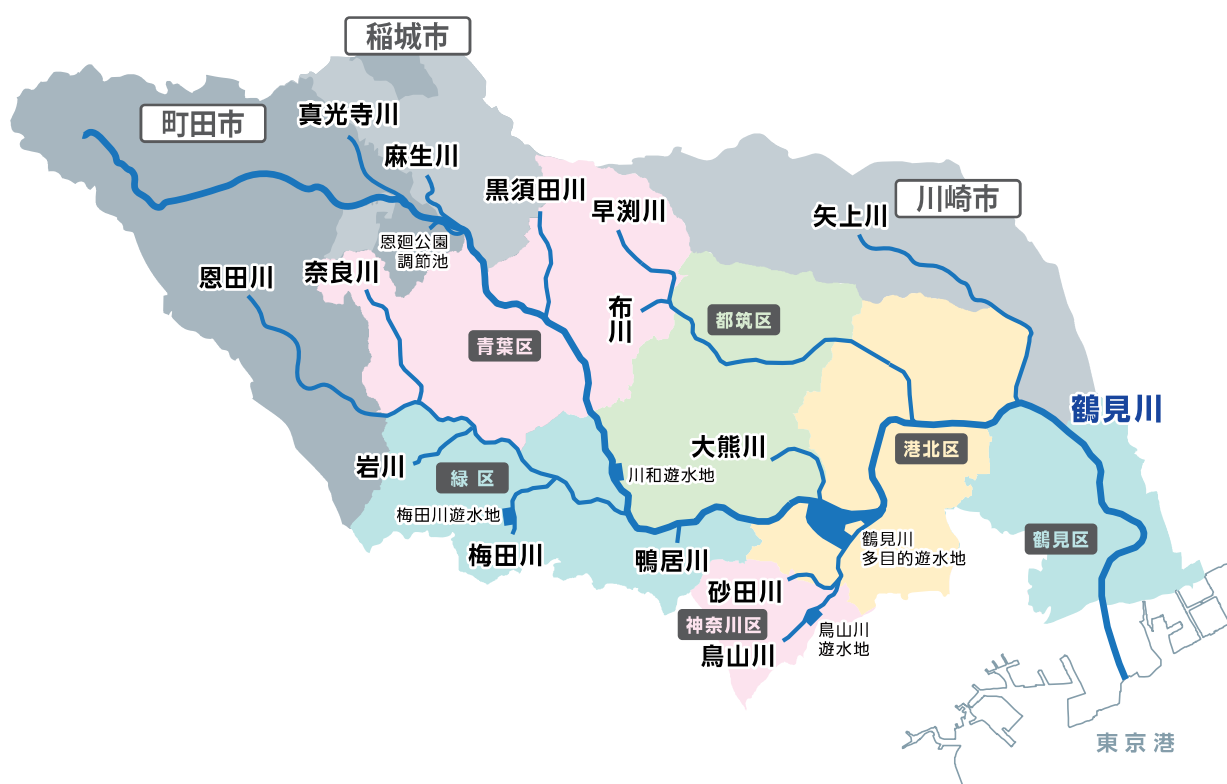 稲城市
町田市
真光寺川
麻生川
黒須田川
早渕川
矢上川
川崎市
恩廻公園
調節池
恩田川
奈良川
布川
都筑区
青葉区
鶴見川
大熊川
港北区
岩川
緑 区
川和遊水地
梅田川遊水地
鶴見川
多目的遊水地
鶴見区
梅田川
鴨居川
砂田川
神奈川区
鳥山川
遊水地
鳥山川
東京港